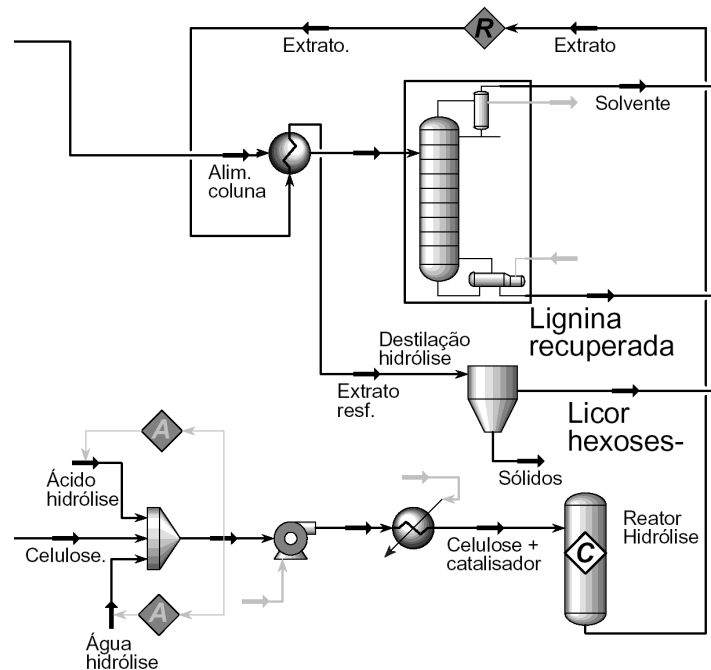 R
Extrato.
Extrato
Solvente
Alim.
coluna
Lignina
recuperada
Destilação
hidrólise
Extrato
resf.
Licor
hexoses-
Sólidos
A
Ácido
hidrólise
Celulose.
Celulose +
catalisador
Reator
Hidrólise
C
A
Água
hidrólise